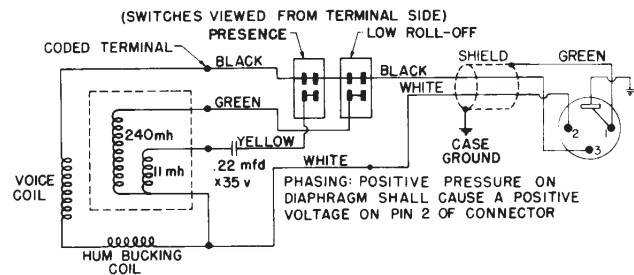 (SWITCHES VIEWED FROM TERMINAL SIDE)
PRESENCE
LOW ROLL-OFF
CODED TERMINAL
BLACK
SHIELD
GREEN
BLACK
WHITE
GREEN
240mh
YELLOW
11mh
.22 mfd
x35 v
WHITE
CASE
GROUND
2
1
3
VOICE
COIL
PHASING: POSITIVE PRESSURE ON
DIAPHRAGM SHALL CAUSE A POSITIVE
VOLTAGE ON PIN 2 OF CONNECTOR
HUM BUCKING
COIL